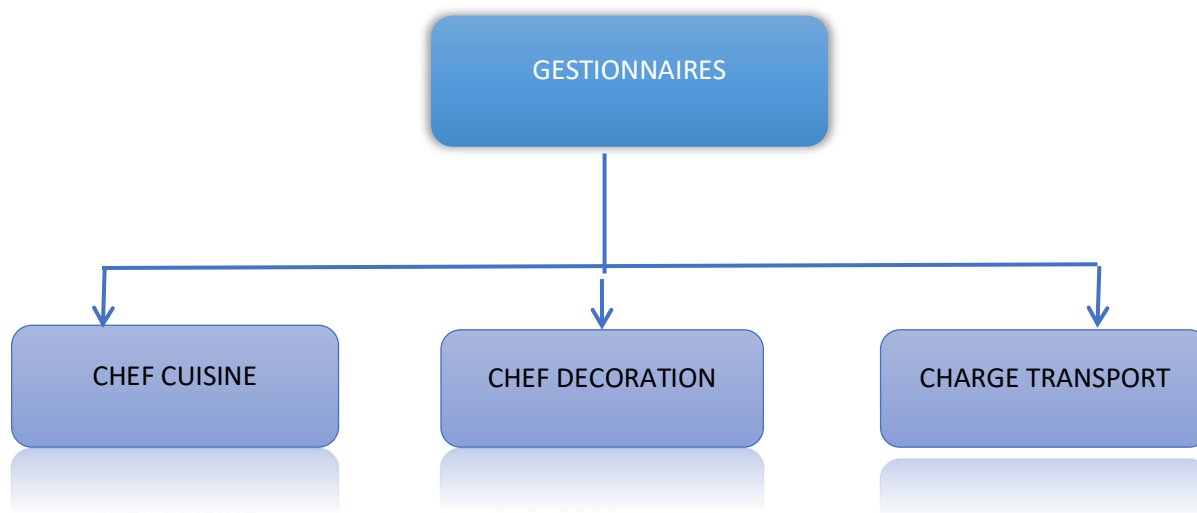 GESTIONNAIRES
CHEF CUISINE
CHEF DECORATION
CHARGE TRANSPORT